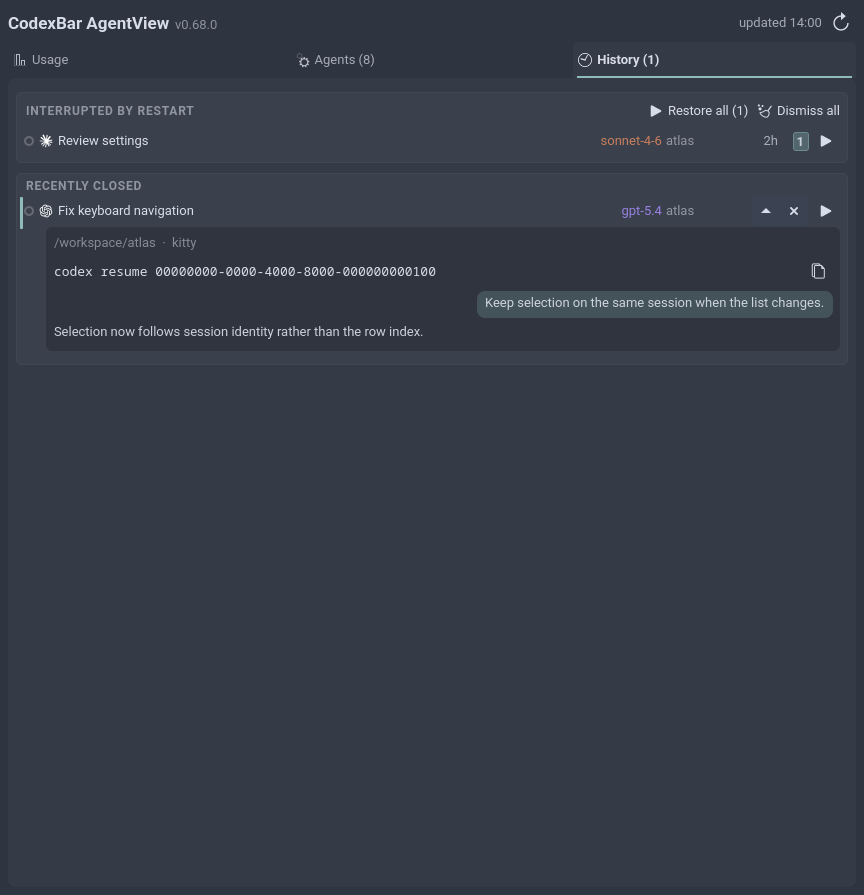 CodexBar AgentView v0.68.0 updated 14:00
Usage Agents (8) History (1)
INTERRUPTED BY RESTART Restore all (1) Dismiss all
Review settings sonnet-4-6 atlas 2h 1
RECENTLY CLOSED
Fix keyboard navigation gpt-5.4 atlas
/workspace/atlas · kitty
codex resume 00000000-0000-4000-8000-000000000100
Keep selection on the same session when the list changes.
Selection now follows session identity rather than the row index.